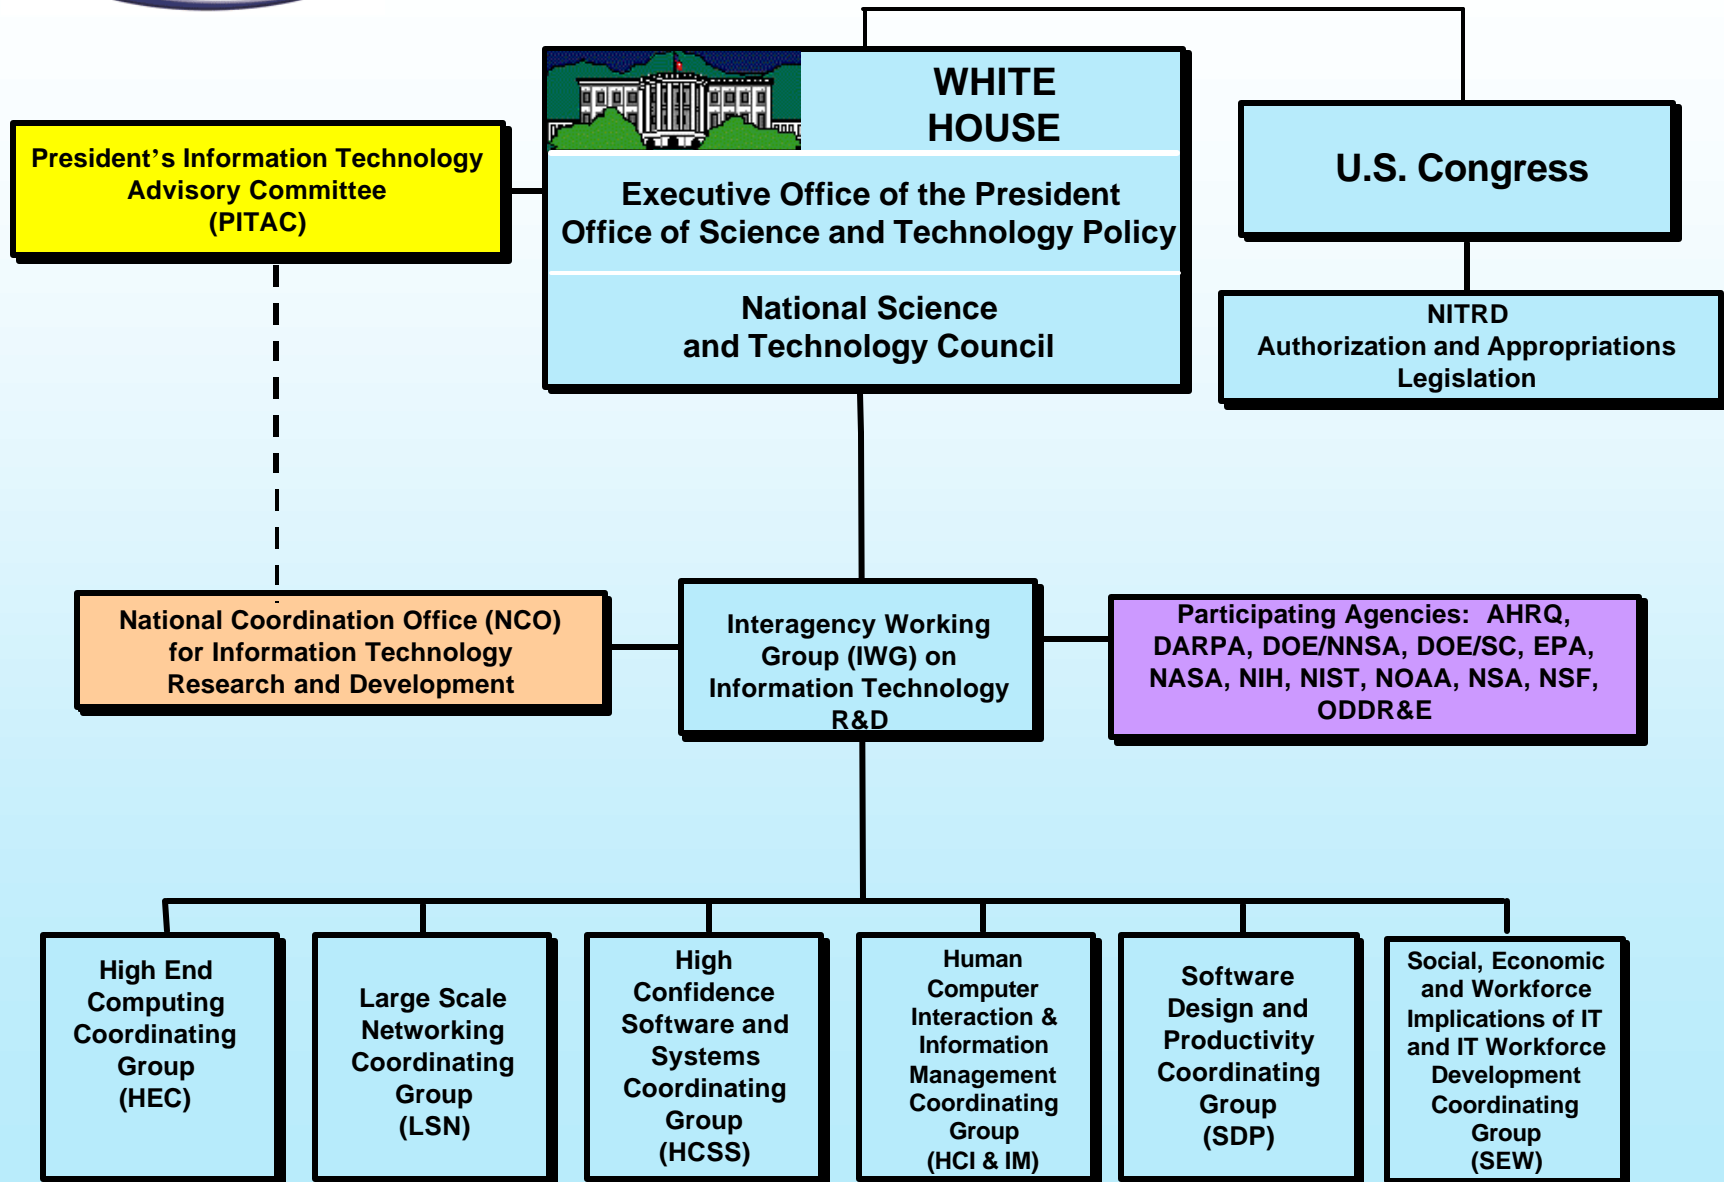 WHITE
HOUSE
Executive Office of the President
Office of Science and Technology Policy
National Science
and Technology Council
President’s Information Technology
Advisory Committee
(PITAC)
U.S. Congress
NITRD
Authorization and Appropriations
Legislation
National Coordination Office (NCO)
for Information Technology
Research and Development
Interagency Working
Group (IWG) on
Information Technology
R&D
Participating Agencies: AHRQ,
DARPA, DOE/NNSA, DOE/SC, EPA,
NASA, NIH, NIST, NOAA, NSA, NSF,
ODDR&E
High End
Computing
Coordinating
Group
(HEC)
Large Scale
Networking
Coordinating
Group
(LSN)
High
Confidence
Software and
Systems
Coordinating
Group
(HCSS)
Human
Computer
Interaction &
Information
Management
Coordinating
Group
(HCI & IM)
Software
Design and
Productivity
Coordinating
Group
(SDP)
Social, Economic
and Workforce
Implications of IT
and IT Workforce
Development
Coordinating
Group
(SEW)